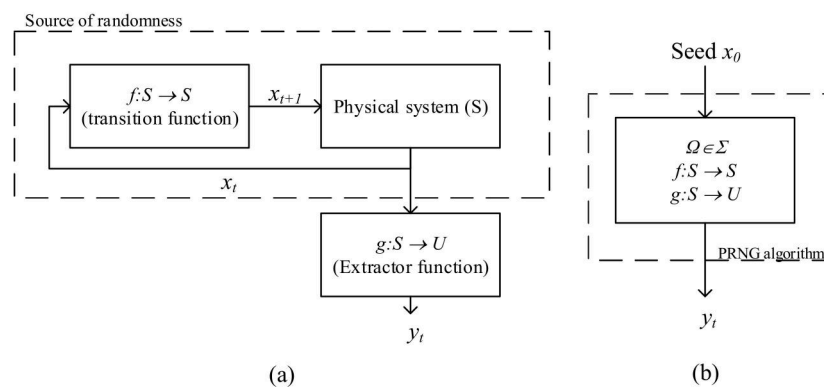 Source of randomness
f:S → S
(transition function)
x_{t+1}
Physical system (S)
x_t
g:S → U
(Extractor function)
y_t
(a)
Seed x_0
Ω ∈ Σ
f:S → S
g:S → U
PRNG algorithm
y_t
(b)